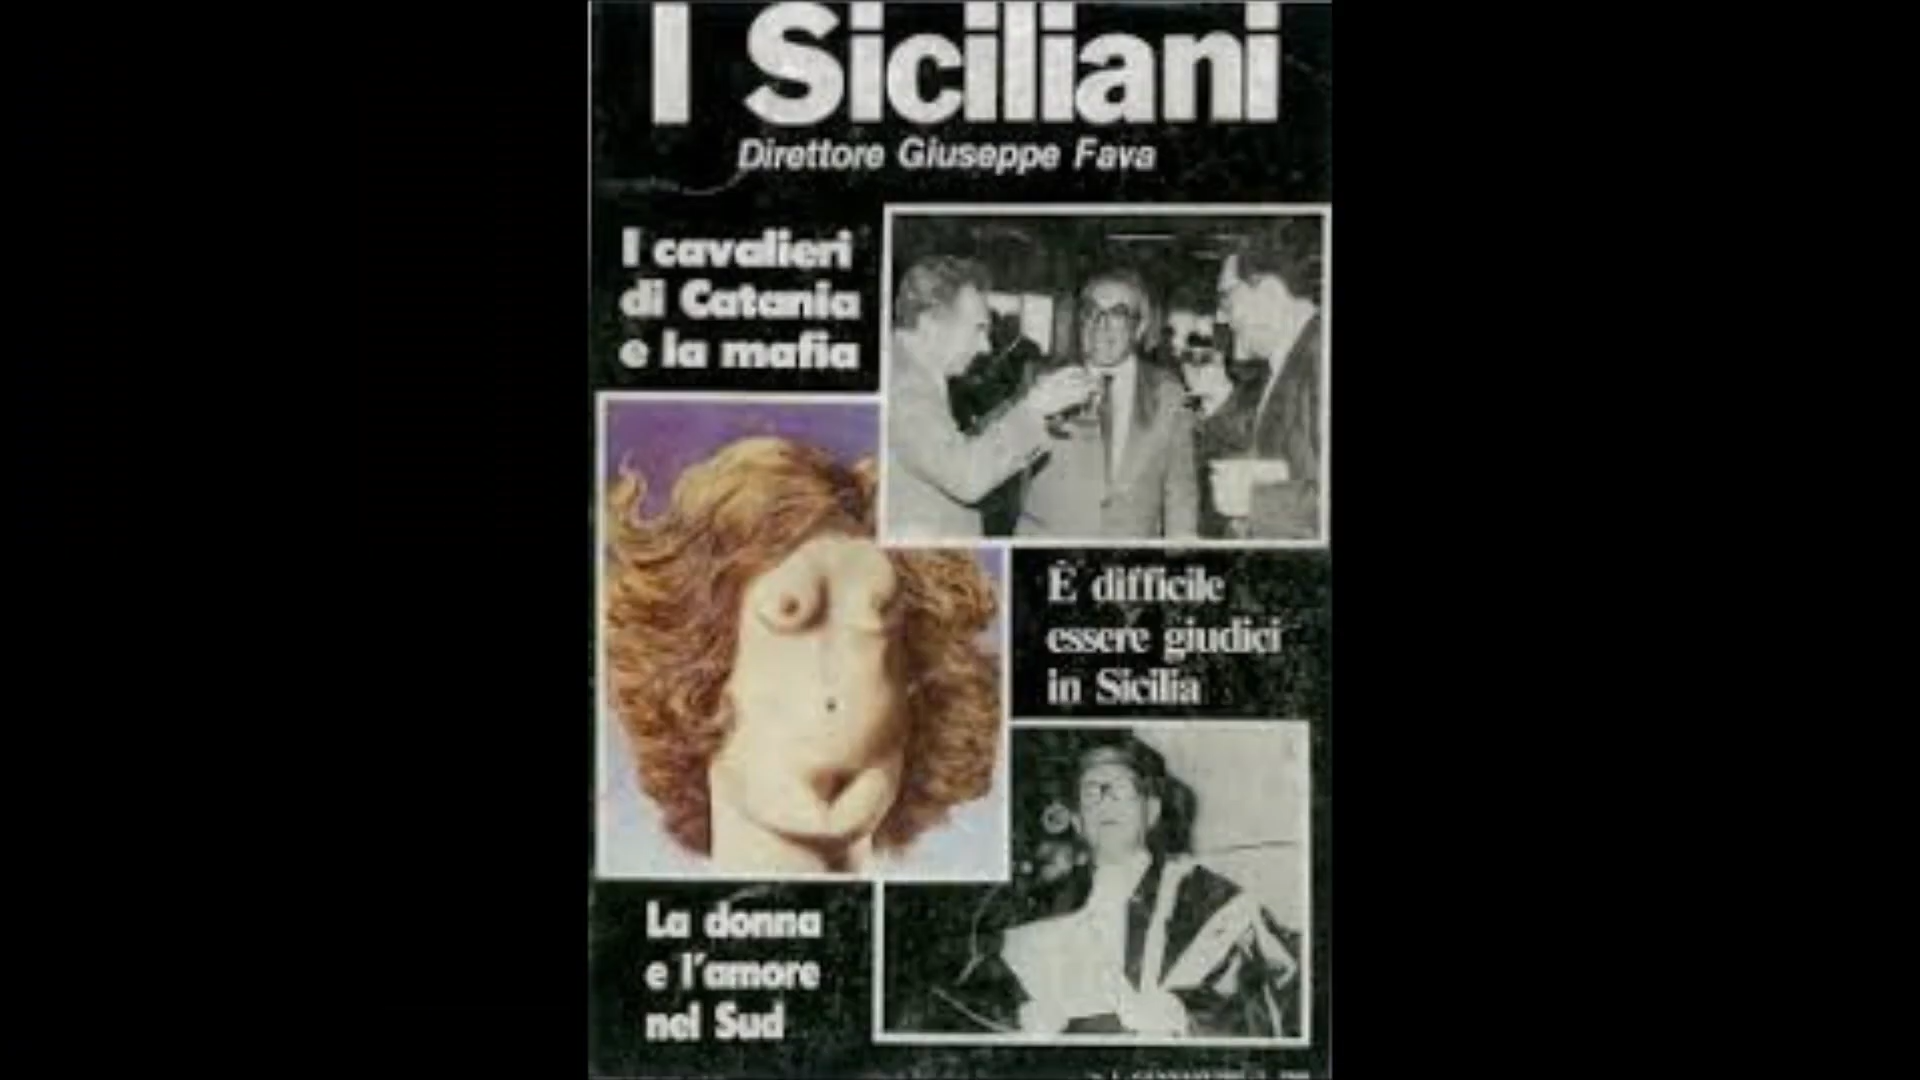 I Siciliani
Direttore Giuseppe Fava
I cavalieri
di Catania
e la mafia
È difficile
essere giudici
in Sicilia
La donna
e l'amore
nel Sud